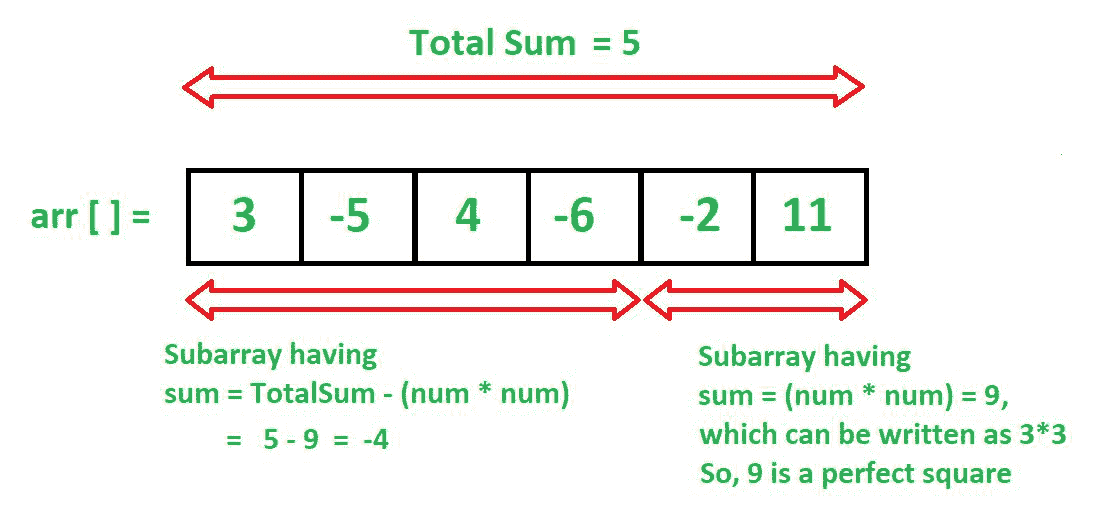 Total Sum = 5
arr [ ] = 3 -5 4 -6 -2 11
Subarray having
sum = TotalSum - (num * num)
= 5 - 9 = -4
Subarray having
sum = (num * num) = 9,
which can be written as 3*3
So, 9 is a perfect square